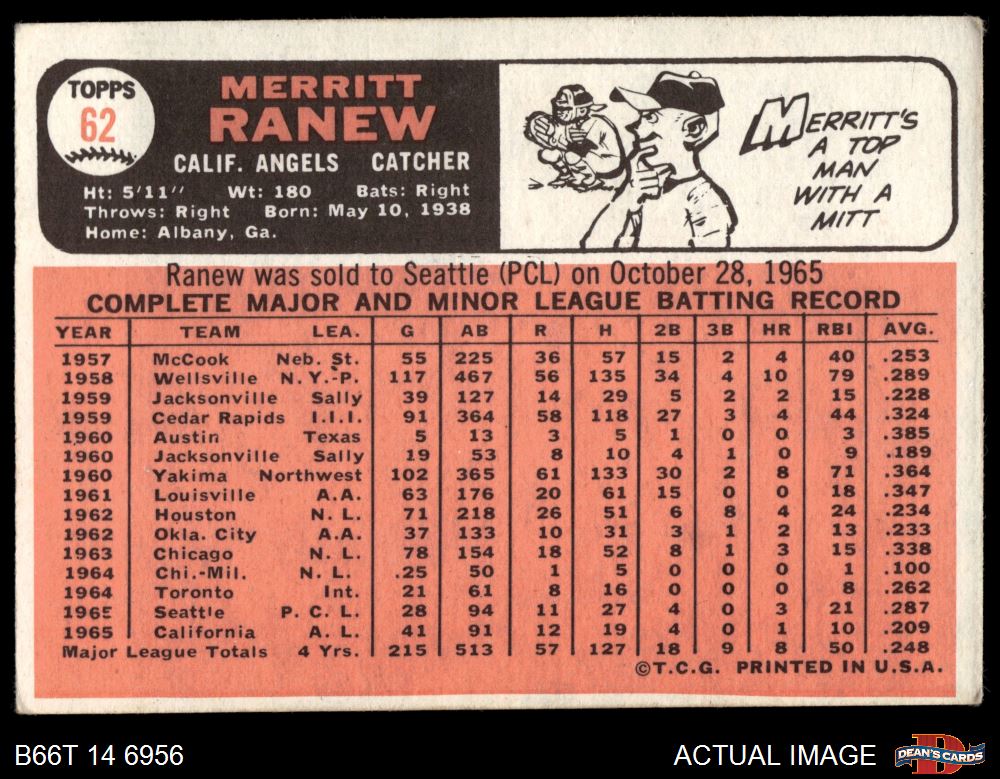 TOPPS
62
MERRITT
RANEW
CALIF. ANGELS CATCHER
Ht: 5'11" Wt: 180 Bats: Right
Throws: Right Born: May 10, 1938
Home: Albany, Ga.
MERRITT'S
A TOP
MAN
WITH A
MITT
Ranew was sold to Seattle (PCL) on October 28, 1965
COMPLETE MAJOR AND MINOR LEAGUE BATTING RECORD
YEAR TEAM LEA. G AB R H 2B 3B HR RBI AVG.
1957 McCook Neb. St. 55 225 36 57 15 2 4 40 .253
1958 Wellsville N.Y.-P. 117 467 56 135 34 4 10 79 .289
1959 Jacksonville Sally 39 127 14 29 5 2 2 15 .228
1959 Cedar Rapids I.I.I. 91 364 58 118 27 3 4 44 .324
1960 Austin Texas 5 13 3 5 1 0 0 3 .385
1960 Jacksonville Sally 19 53 8 10 4 1 0 9 .189
1960 Yakima Northwest 102 365 61 133 30 2 8 71 .364
1961 Louisville A.A. 63 176 20 61 15 0 0 18 .347
1962 Houston N. L. 71 218 26 51 6 8 4 24 .234
1962 Okla. City A.A. 37 133 10 31 3 1 2 13 .233
1963 Chicago N. L. 78 154 18 52 8 1 3 15 .338
1964 Chi.-Mil. N. L. .25 50 1 5 0 0 0 1 .100
1964 Toronto Int. 21 61 8 16 0 0 0 8 .262
1965 Seattle P. C. L. 28 94 11 27 4 0 3 21 .287
1965 California A. L. 41 91 12 19 4 0 1 10 .209
Major League Totals 4 Yrs. 215 513 57 127 18 9 8 50 .248
©T.C.G. PRINTED IN U.S.A.
B66T 14 6956
ACTUAL IMAGE
D
DEAN'S CARDS